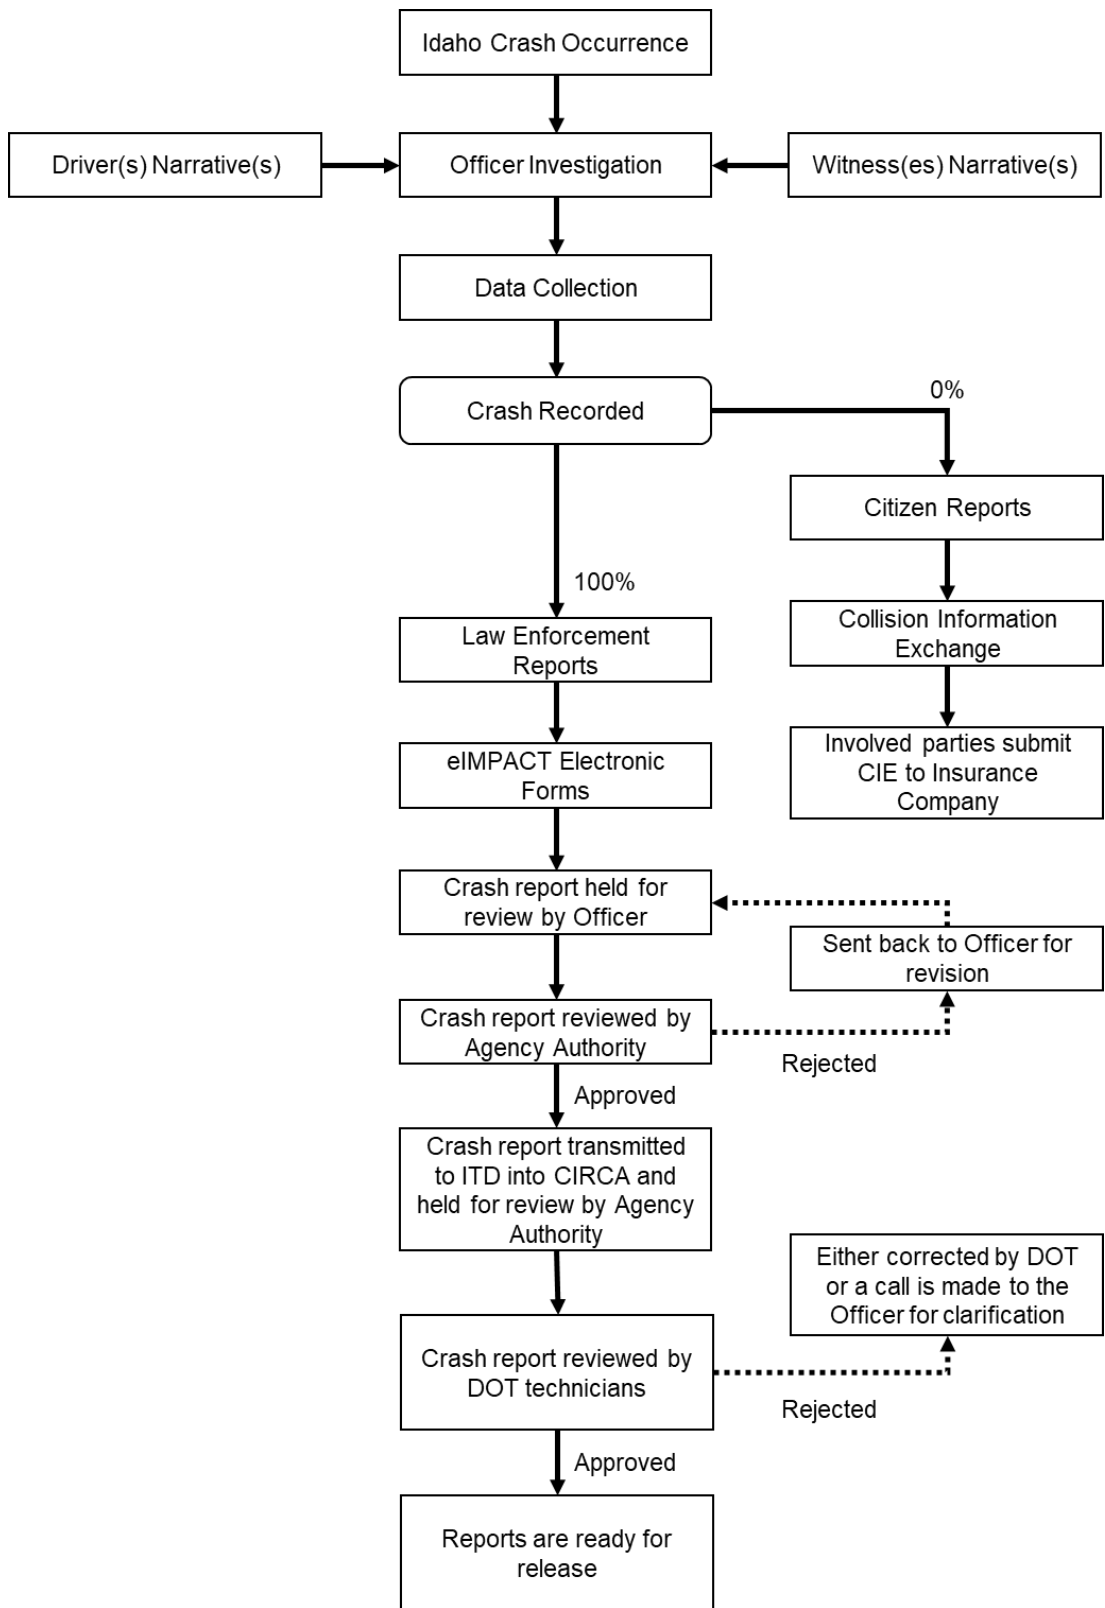 Idaho Crash Occurrence
Driver(s) Narrative(s)
Officer Investigation
Witness(es) Narrative(s)
Data Collection
Crash Recorded
0%
Citizen Reports
100%
Law Enforcement
Reports
Collision Information
Exchange
eIMPACT Electronic
Forms
Involved parties submit
CIE to Insurance
Company
Crash report held for
review by Officer
Sent back to Officer for
revision
Crash report reviewed by
Agency Authority
Rejected
Approved
Crash report transmitted
to ITD into CIRCA and
held for review by Agency
Authority
Either corrected by DOT
or a call is made to the
Officer for clarification
Crash report reviewed by
DOT technicians
Rejected
Approved
Reports are ready for
release